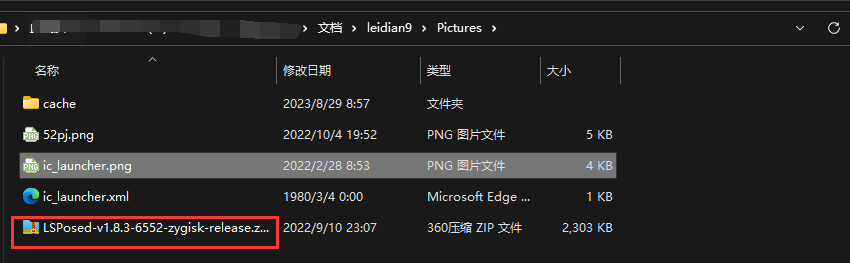 文档 leidian9 Pictures
名称 修改日期 类型 大小
cache 2023/8/29 8:57 文件夹
52pj.png 2022/10/4 19:52 PNG 图片文件 5 KB
ic_launcher.png 2022/2/28 8:53 PNG 图片文件 4 KB
ic_launcher.xml 1980/3/4 0:00 Microsoft Edge ... 1 KB
LSPosed-v1.8.3-6552-zygisk-release.z... 2022/9/10 23:07 360压缩 ZIP 文件 2,303 KB